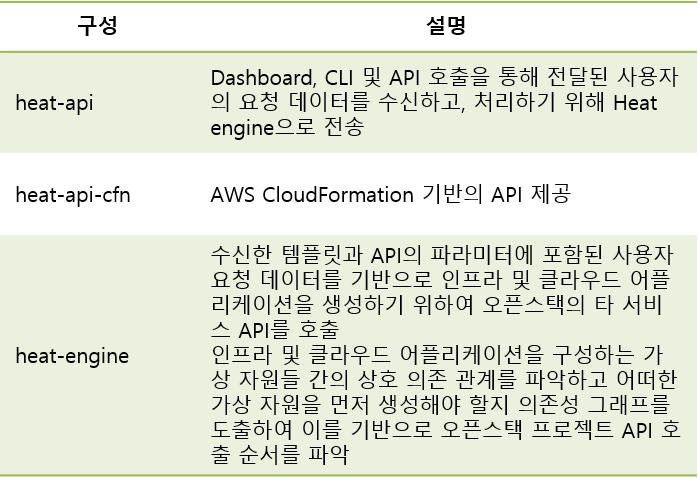 구성 설명
heat-api
Dashboard, CLI 및 API 호출을 통해 전달된 사용자
의 요청 데이터를 수신하고, 처리하기 위해 Heat
engine으로 전송
heat-api-cfn
AWS CloudFormation 기반의 API 제공
heat-engine
수신한 템플릿과 API의 파라미터에 포함된 사용자
요청 데이터를 기반으로 인프라 및 클라우드 어플
리케이션을 생성하기 위하여 오픈스택의 타 서비
스 API를 호출
인프라 및 클라우드 어플리케이션을 구성하는 가
상 자원들 간의 상호 의존 관계를 파악하고 어떠한
가상 자원을 먼저 생성해야 할지 의존성 그래프를
도출하여 이를 기반으로 오픈스택 프로젝트 API 호
출 순서를 파악